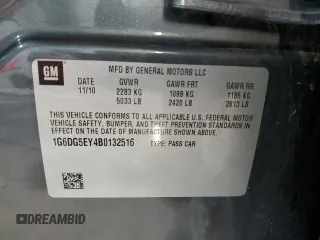 GM
MFD BY GENERAL MOTORS LLC
DATE GVWR GAWR FRT GAWR RR
11/10 2283 KG 1098 KG 1185 KG
5033 LB 2420 LB 2613 LB
THIS VEHICLE CONFORMS TO ALL APPLICABLE U.S. FEDERAL MOTOR
VEHICLE SAFETY, BUMPER, AND THEFT PREVENTION STANDARDS IN EFFECT
ON THE DATE OF MANUFACTURE SHOWN ABOVE.
1G6DG5EY4B0132516 TYPE: PASS CAR
DREAMBID